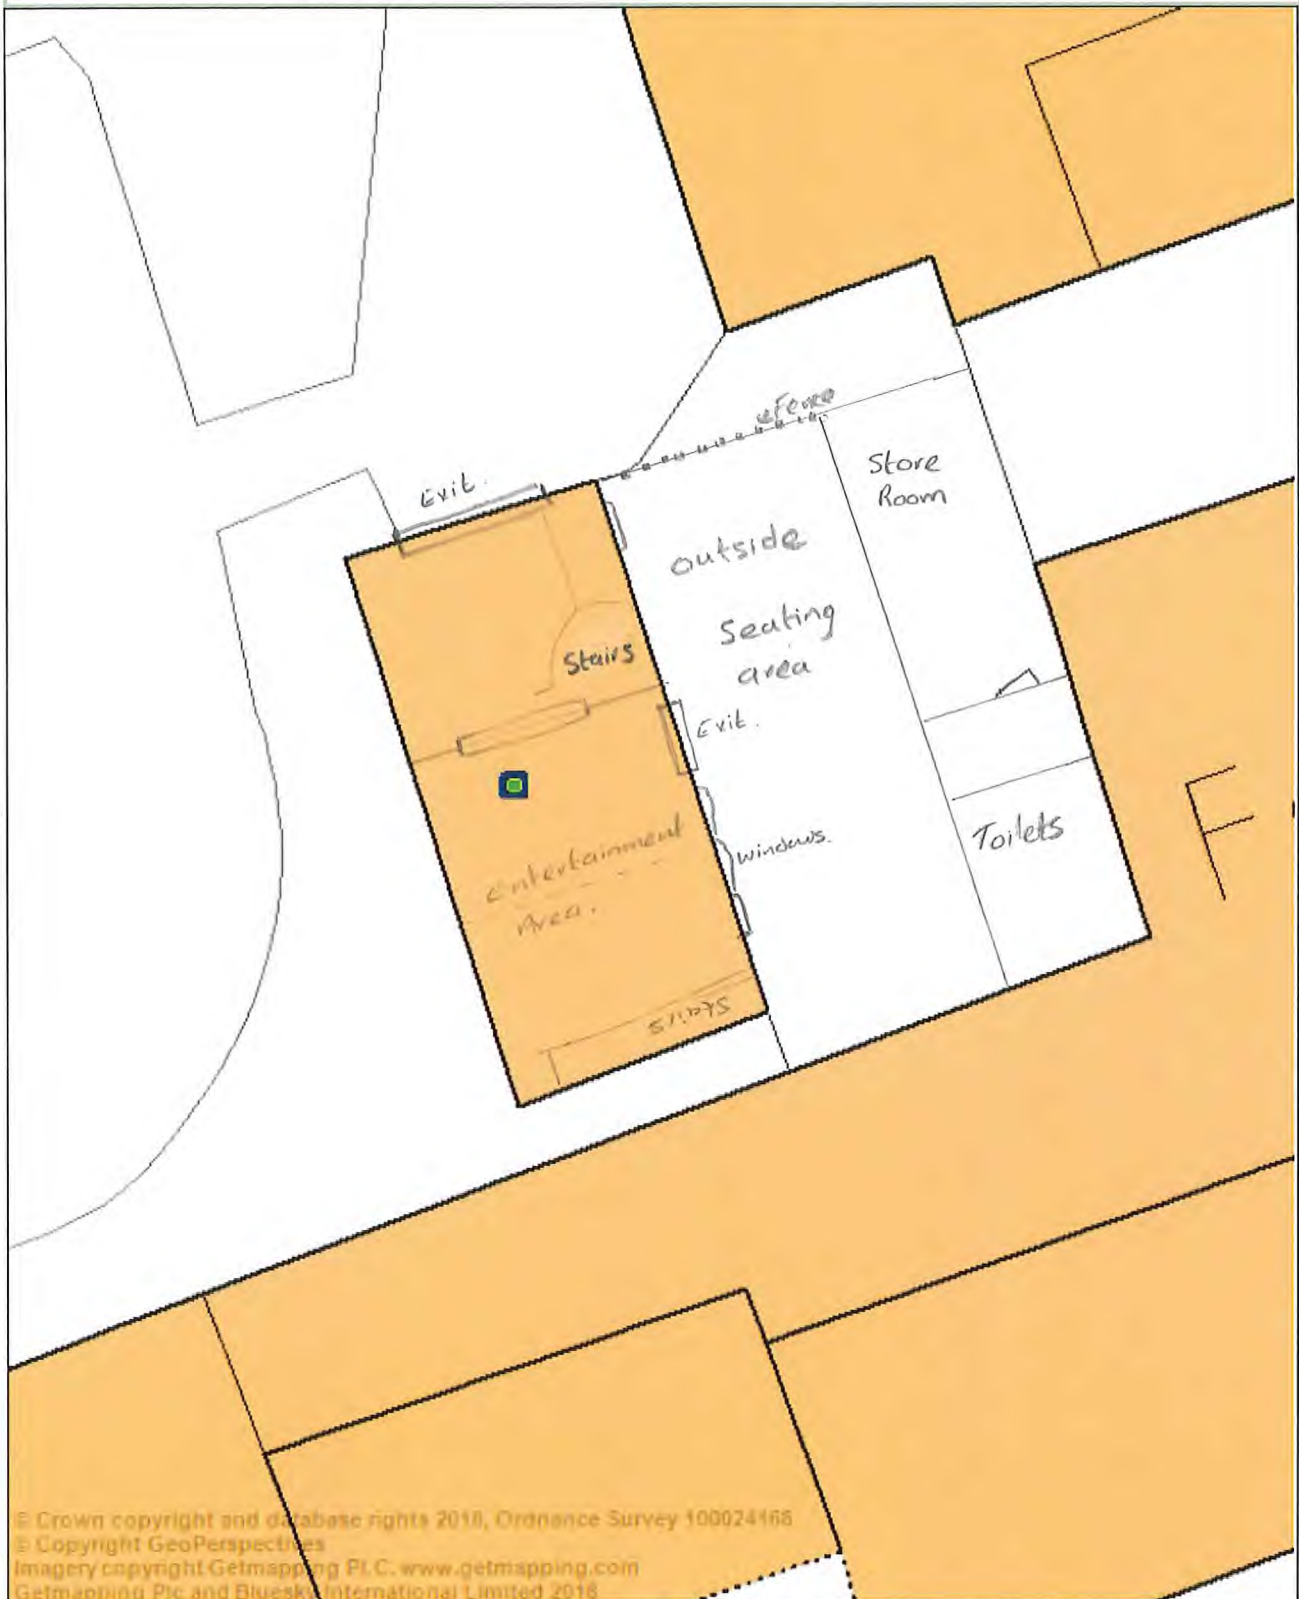 Fence
Exit.
Store
Room
outside
Seating
area
Stairs
Exit.
windows.
Entertainment
Area.
Toilets
F
Stairs
© Crown copyright and database rights 2018, Ordnance Survey 100024168
© Copyright GeoPerspectives
Imagery copyright Getmapping PLC. www.getmapping.com
Getmapping Plc and Bluesky International Limited 2018